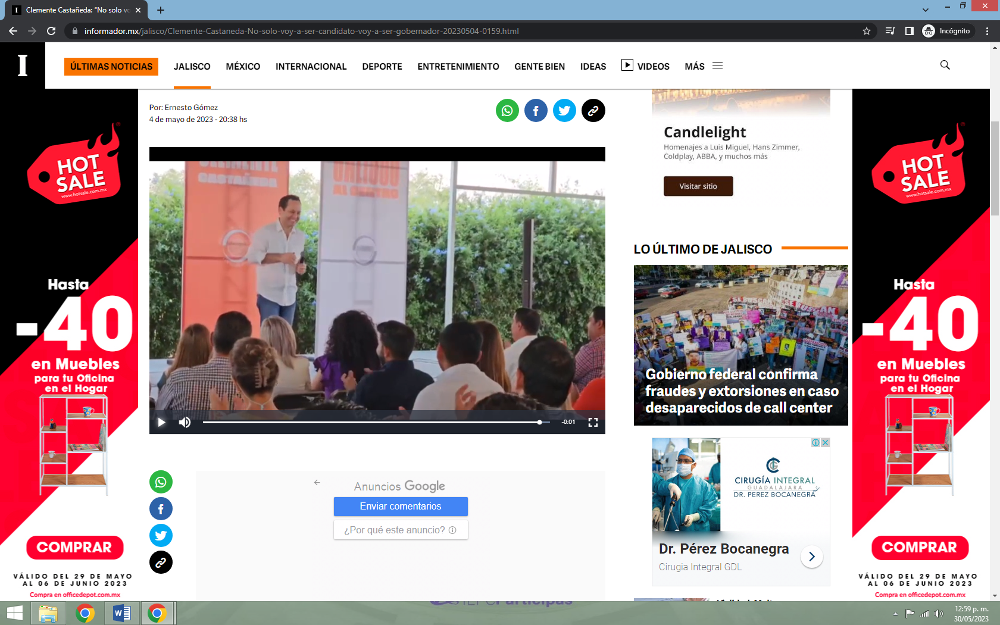 Clemente Castañeda: "No solo vo
informador.mx/jalisco/Clemente-Castaneda-No-solo-voy-a-ser-candidato-voy-a-ser-gobernador-20230504-0159.html
Incógnito
I
ÚLTIMAS NOTICIAS
JALISCO
MÉXICO
INTERNACIONAL
DEPORTE
ENTRETENIMIENTO
GENTE BIEN
IDEAS
VIDEOS
MÁS
Por: Ernesto Gómez
4 de mayo de 2023 - 20:38 hs
HOT
SALE
www.hotsale.com.mx
Hasta
-40
en Muebles
para tu Oficina
en el Hogar
COMPRAR
VÁLIDO DEL 29 DE MAYO
AL 06 DE JUNIO 2023
Compra en officedepot.com.mx
CASTAÑEDA
-0:01
Anuncios Google
Enviar comentarios
¿Por qué este anuncio?
Candlelight
Homenajes a Luis Miguel, Hans Zimmer,
Coldplay, ABBA, y muchos más
Visitar sitio
LO ÚLTIMO DE JALISCO
SE BUSCAN
Gobierno federal confirma
fraudes y extorsiones en caso
desaparecidos de call center
CIRUGÍA INTEGRAL
GUADALAJARA
DR. PEREZ BOCANEGRA
Dr. Pérez Bocanegra
Cirugia Integral GDL
HOT
SALE
www.hotsale.com.mx
Hasta
-40
en Muebles
para tu Oficina
en el Hogar
COMPRAR
VÁLIDO DEL 29 DE MAYO
AL 06 DE JUNIO 2023
Compra en officedepot.com.mx
Participas
12:59 p. m.
30/05/2023